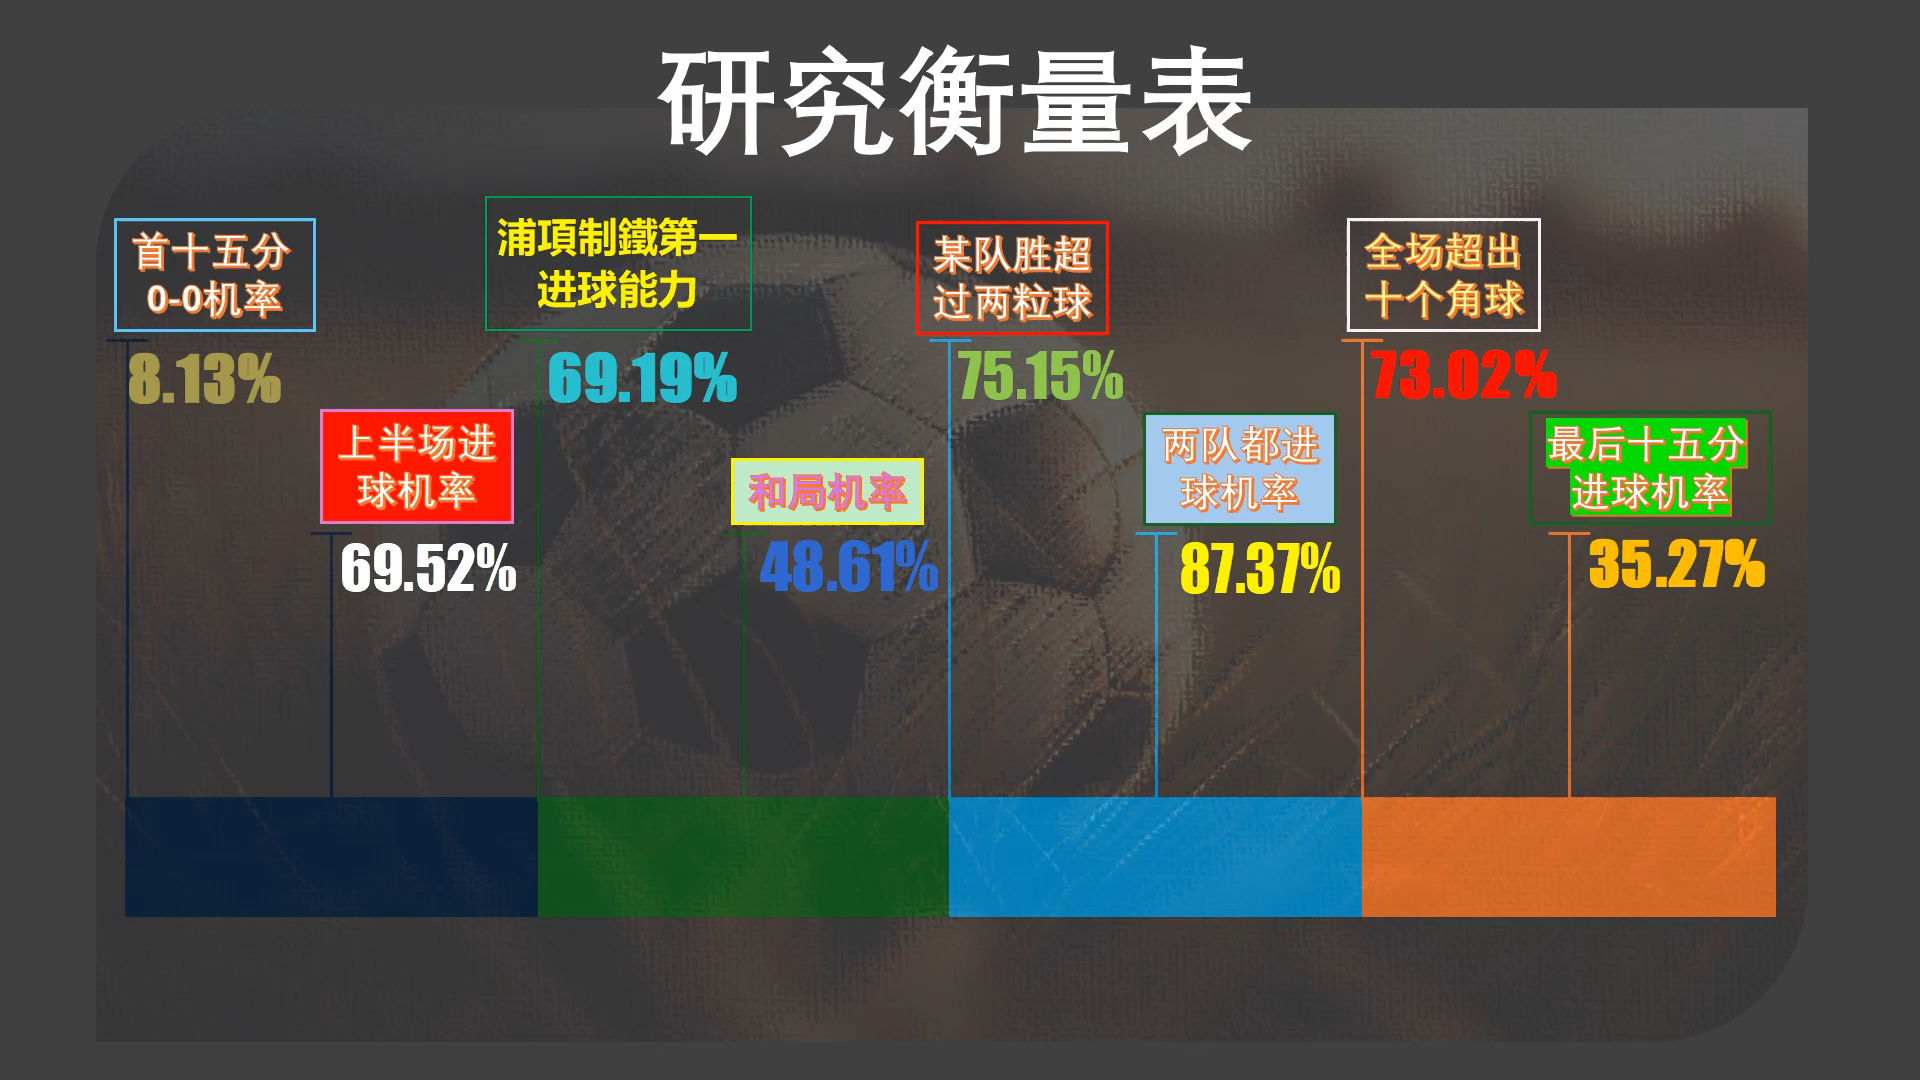 研究衡量表
首十五分
0-0机率
8.13%
上半场进
球机率
69.52%
浦項制鐵第一
进球能力
69.19%
和局机率
48.61%
某队胜超
过两粒球
75.15%
两队都进
球机率
87.37%
全场超出
十个角球
73.02%
最后十五分
进球机率
35.27%